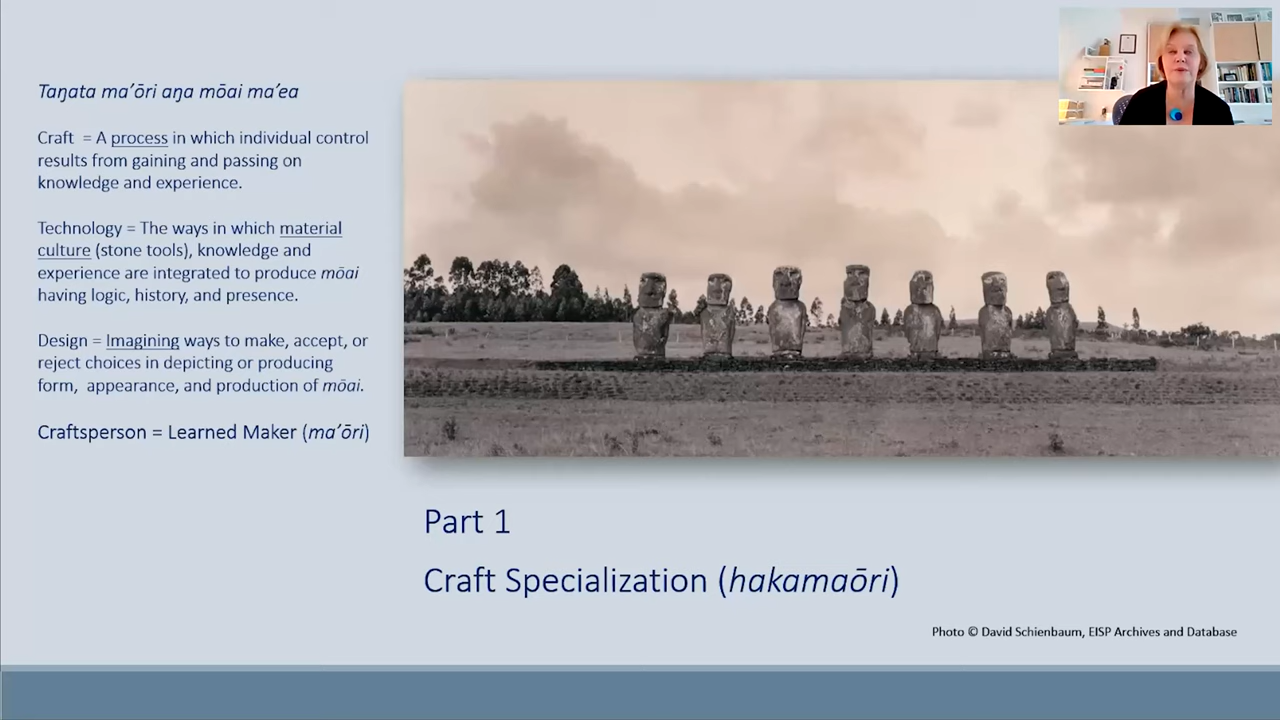 Taŋata ma’ōri aŋa mōai ma’ea
Craft = A process in which individual control
results from gaining and passing on
knowledge and experience.
Technology = The ways in which material
culture (stone tools), knowledge and
experience are integrated to produce mōai
having logic, history, and presence.
Design = Imagining ways to make, accept, or
reject choices in depicting or producing
form, appearance, and production of mōai.
Craftsperson = Learned Maker (ma’ōri)
Part 1
Craft Specialization (hakamaōri)
Photo © David Schienbaum, EISP Archives and Database